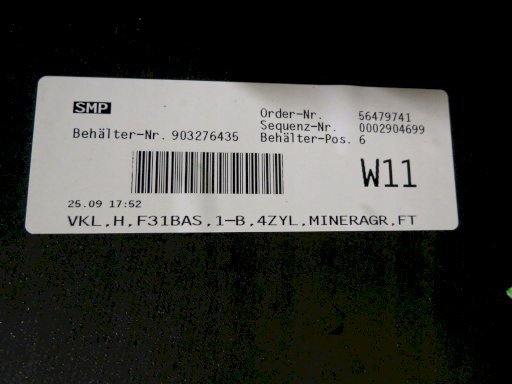 SMP
Order-Nr. 56479741
Sequenz-Nr. 0002904699
Behälter-Nr. 903276435 Behälter-Pos. 6
W11
25.09 17:52
VKL,H,F31BAS,1-B,4ZYL,MINERAGR,FT